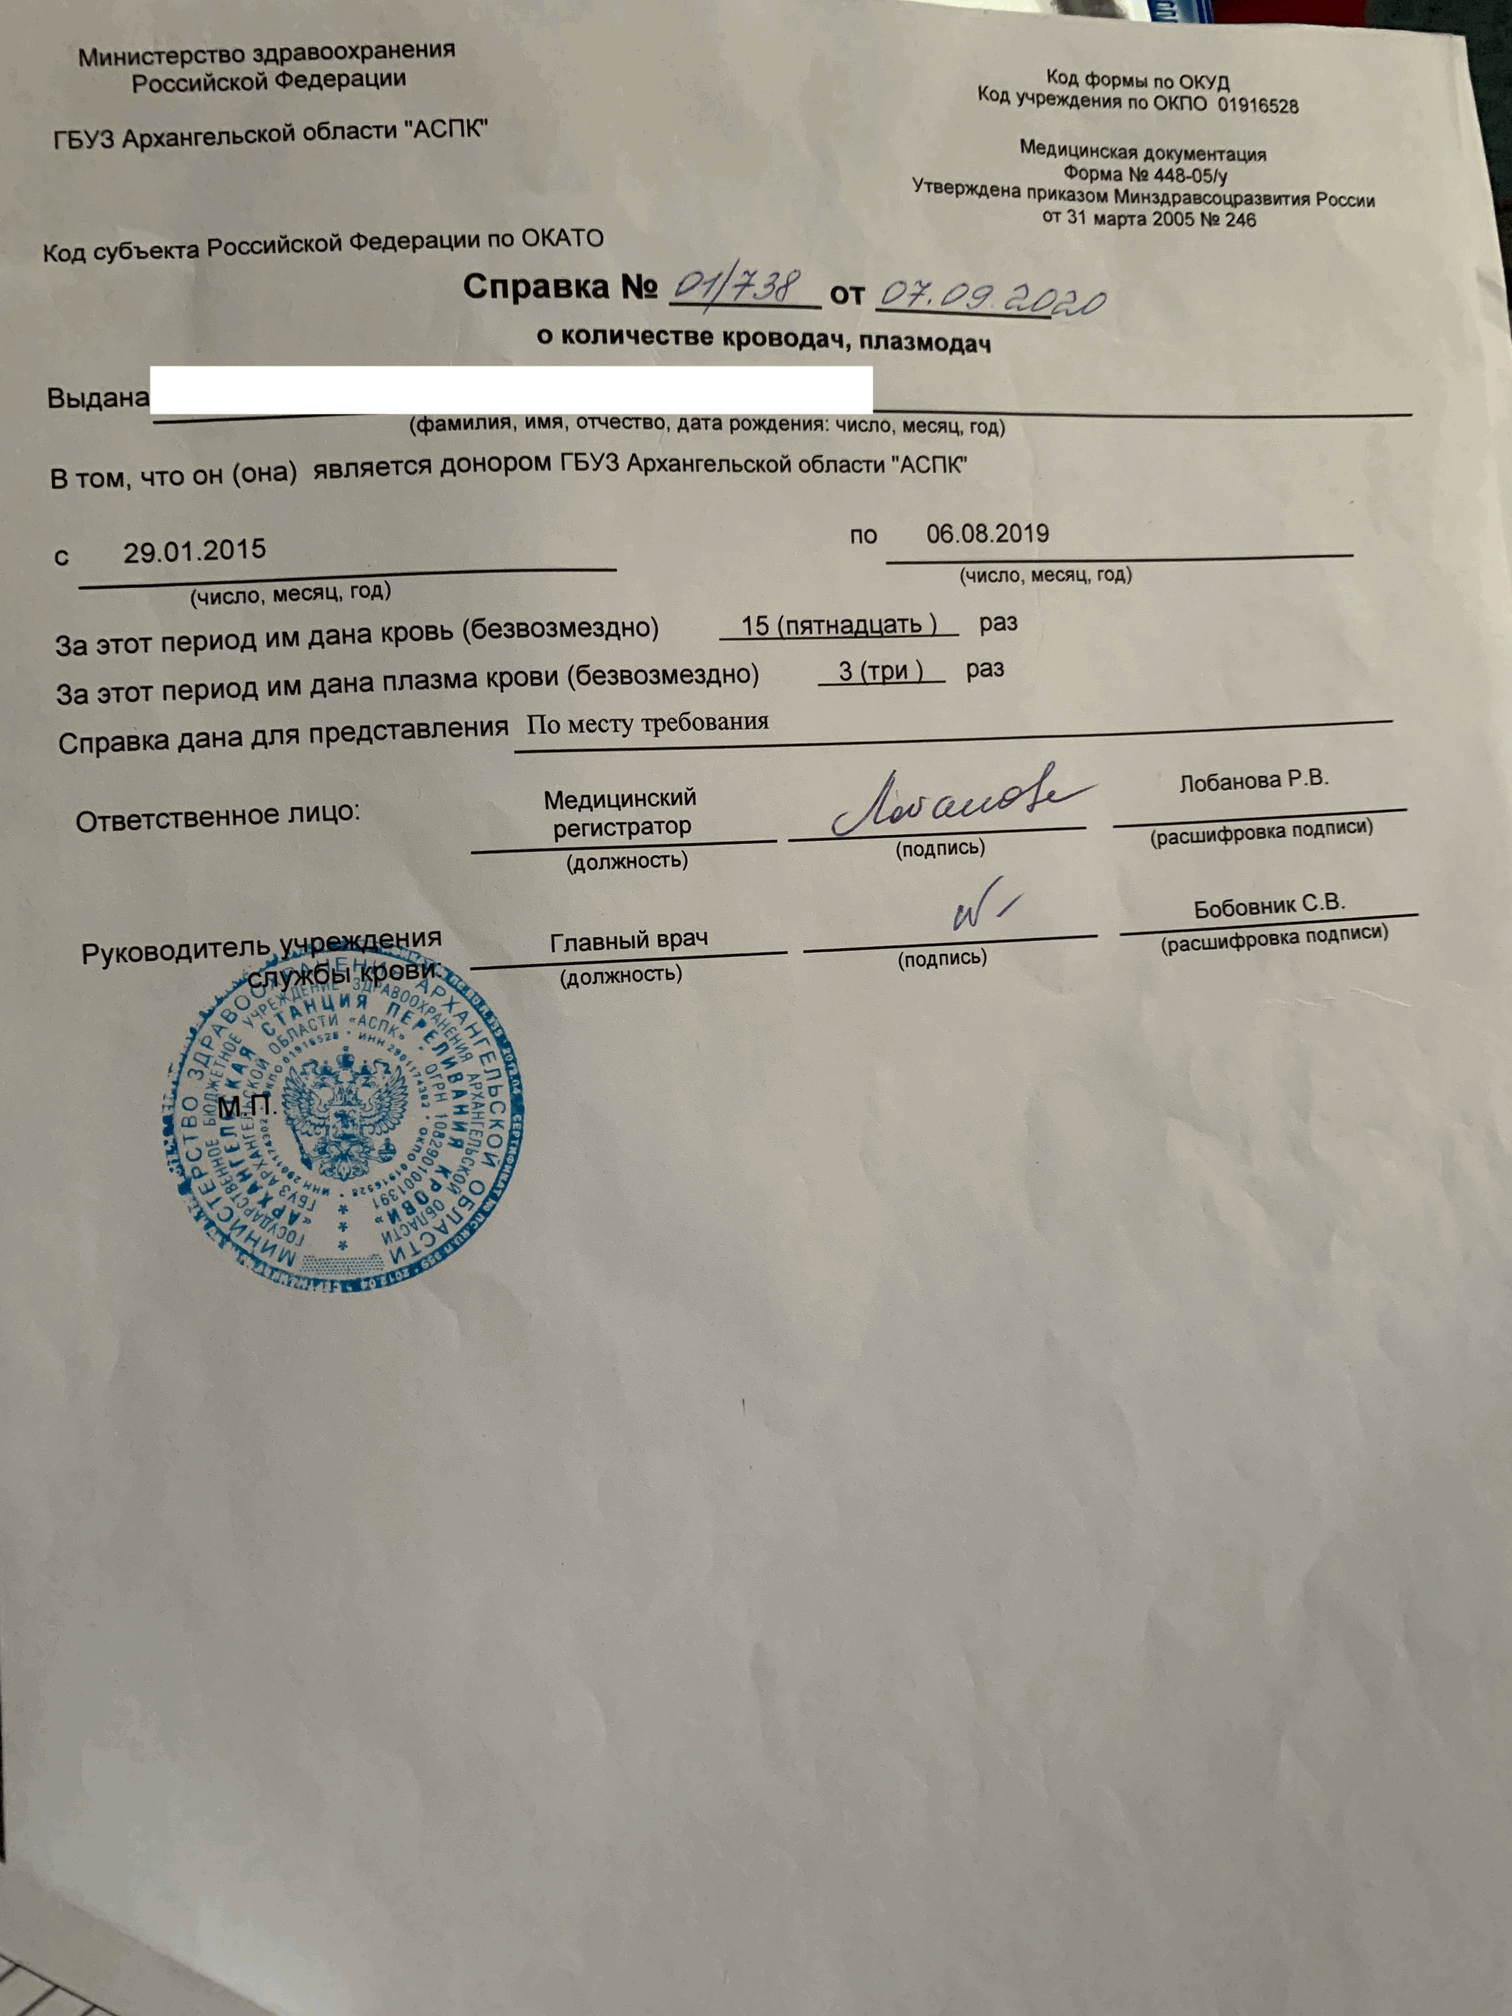 Министерство здравоохранения
Российской Федерации
ГБУЗ Архангельской области "АСПК"
Код формы по ОКУД
Код учреждения по ОКПО 01916528
Медицинская документация
Форма № 448-05/у
Утверждена приказом Минздравсоцразвития России
от 31 марта 2005 № 246
Код субъекта Российской Федерации по ОКАТО
Справка № 01/738 от 07.09.2020
о количестве кроводач, плазмодач
Выдана
(фамилия, имя, отчество, дата рождения: число, месяц, год)
В том, что он (она) является донором ГБУЗ Архангельской области "АСПК"
с 29.01.2015 по 06.08.2019
(число, месяц, год) (число, месяц, год)
За этот период им дана кровь (безвозмездно) 15 (пятнадцать ) раз
За этот период им дана плазма крови (безвозмездно) 3 (три ) раз
Справка дана для представления По месту требования
Ответственное лицо: Медицинский регистратор Лобанова Р.В.
(должность) (подпись) (расшифровка подписи)
Руководитель учреждения
службы крови: Главный врач Бобовник С.В.
(должность) (подпись) (расшифровка подписи)
М.П.
МИНИСТЕРСТВО ЗДРАВООХРАНЕНИЯ АРХАНГЕЛЬСКОЙ ОБЛАСТИ
ГОСУДАРСТВЕННОЕ БЮДЖЕТНОЕ УЧРЕЖДЕНИЕ ЗДРАВООХРАНЕНИЯ АРХАНГЕЛЬСКОЙ ОБЛАСТИ
«АРХАНГЕЛЬСКАЯ СТАНЦИЯ ПЕРЕЛИВАНИЯ КРОВИ»
ГБУЗ АРХАНГЕЛЬСКОЙ ОБЛАСТИ «АСПК» · ОГРН 1082901001391
ИНН 2901174302 · ОКПО 01916528 · ИНН 2901174302 · ОКПО 01916528